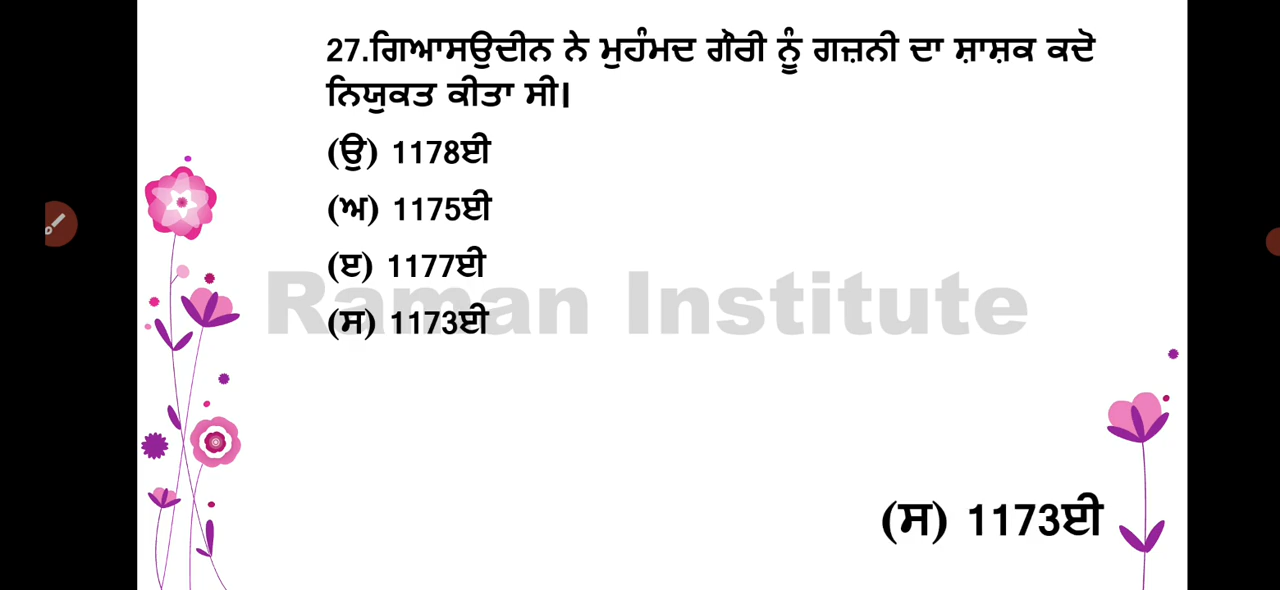 27.ਗਿਆਸਉਦੀਨ ਨੇ ਮੁਹੰਮਦ ਗੌਰੀ ਨੂੰ ਗਜ਼ਨੀ ਦਾ ਸ਼ਾਸ਼ਕ ਕਦੋ
ਨਿਯੁਕਤ ਕੀਤਾ ਸੀ।
(ਉ) 1178ਈ
(ਅ) 1175ਈ
(ੲ) 1177ਈ
Raman Institute
(ਸ) 1173ਈ
(ਸ) 1173ਈ